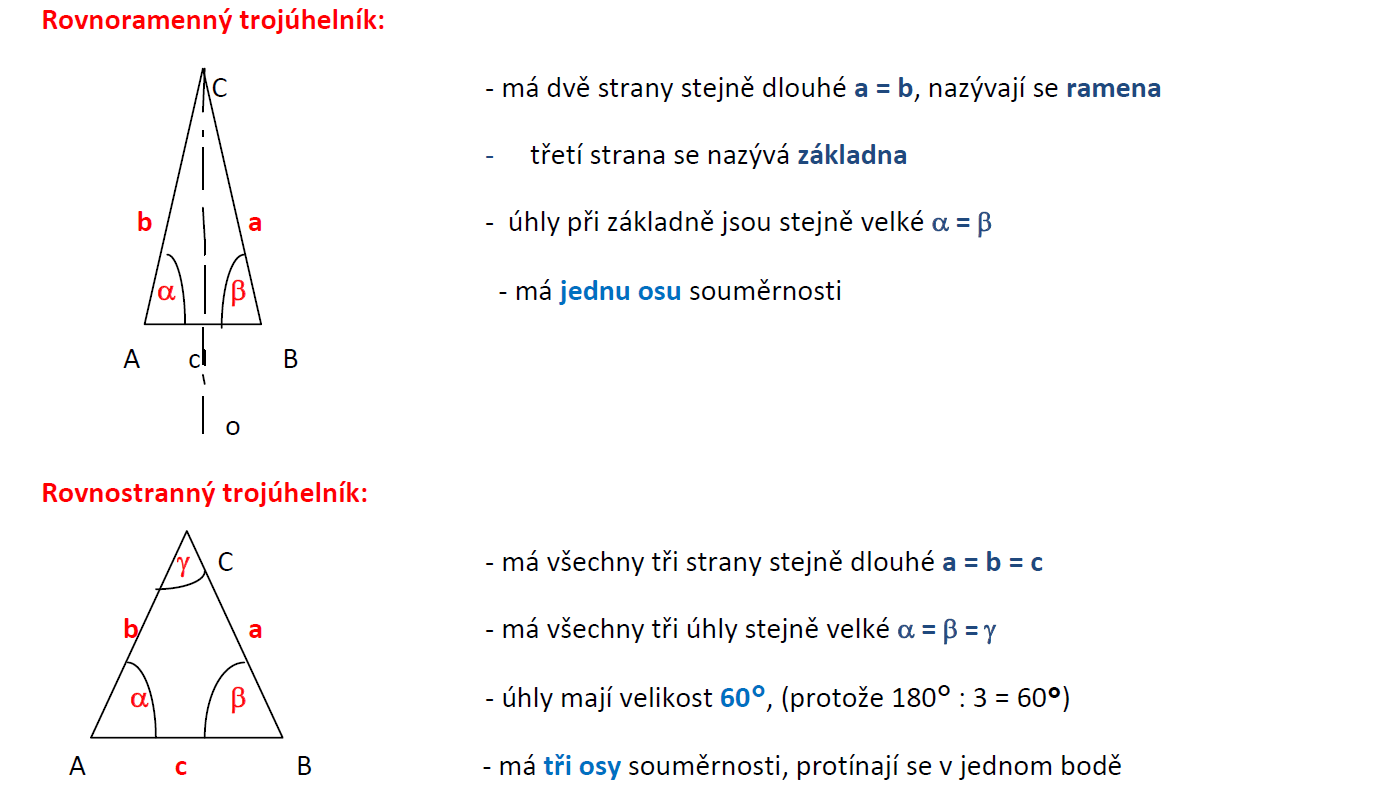 Rovnoramenný trojúhelník:
C
- má dvě strany stejně dlouhé a = b, nazývají se ramena
- třetí strana se nazývá základna
b a
- úhly při základně jsou stejně velké α = β
α β
- má jednu osu souměrnosti
A c B
o
Rovnostranný trojúhelník:
γ C
- má všechny tři strany stejně dlouhé a = b = c
b a
- má všechny tři úhly stejně velké α = β = γ
α β
- úhly mají velikost 60°, (protože 180° : 3 = 60°)
A c B
- má tři osy souměrnosti, protínají se v jednom bodě